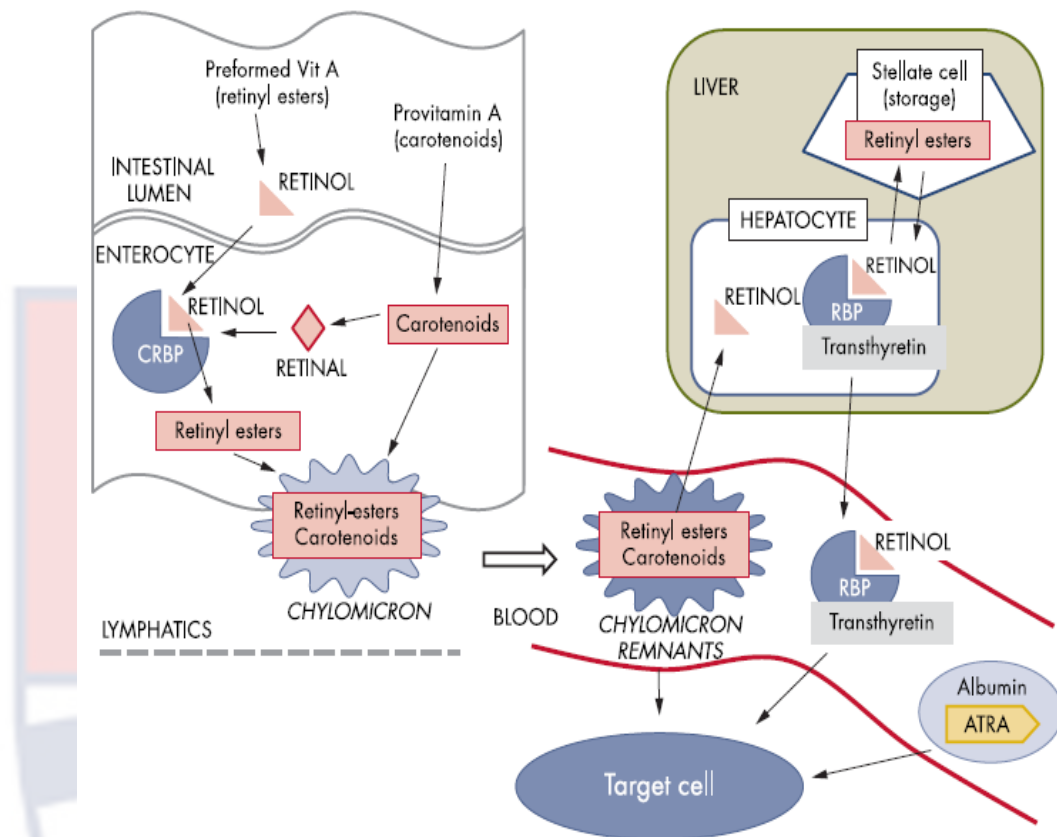 Preformed Vit A
(retinyl esters)
Provitamin A
(carotenoids)
INTESTINAL
LUMEN
RETINOL
ENTEROCYTE
RETINOL
CRBP
RETINAL
Carotenoids
Retinyl esters
Retinyl-esters
Carotenoids
CHYLOMICRON
LYMPHATICS
LIVER
Stellate cell
(storage)
Retinyl esters
HEPATOCYTE
RETINOL
RETINOL
RBP
Transthyretin
BLOOD
Retinyl esters
Carotenoids
CHYLOMICRON
REMNANTS
RETINOL
RBP
Transthyretin
Albumin
ATRA
Target cell